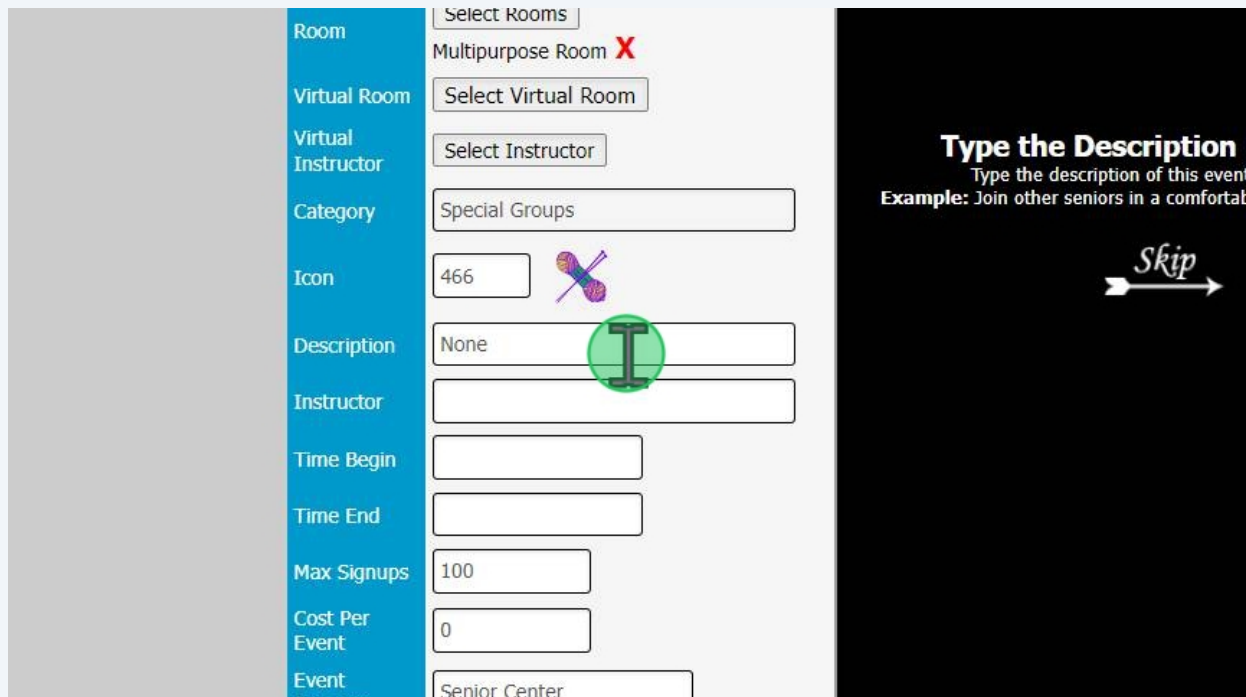 Select Rooms
Room
Multipurpose Room X
Virtual Room
Select Virtual Room
Virtual
Instructor
Select Instructor
Category
Special Groups
Icon
466
Description
None
Instructor
Time Begin
Time End
Max Signups
100
Cost Per
Event
0
Event
Senior Center
Type the Description
Type the description of this event
Example: Join other seniors in a comfortab
Skip